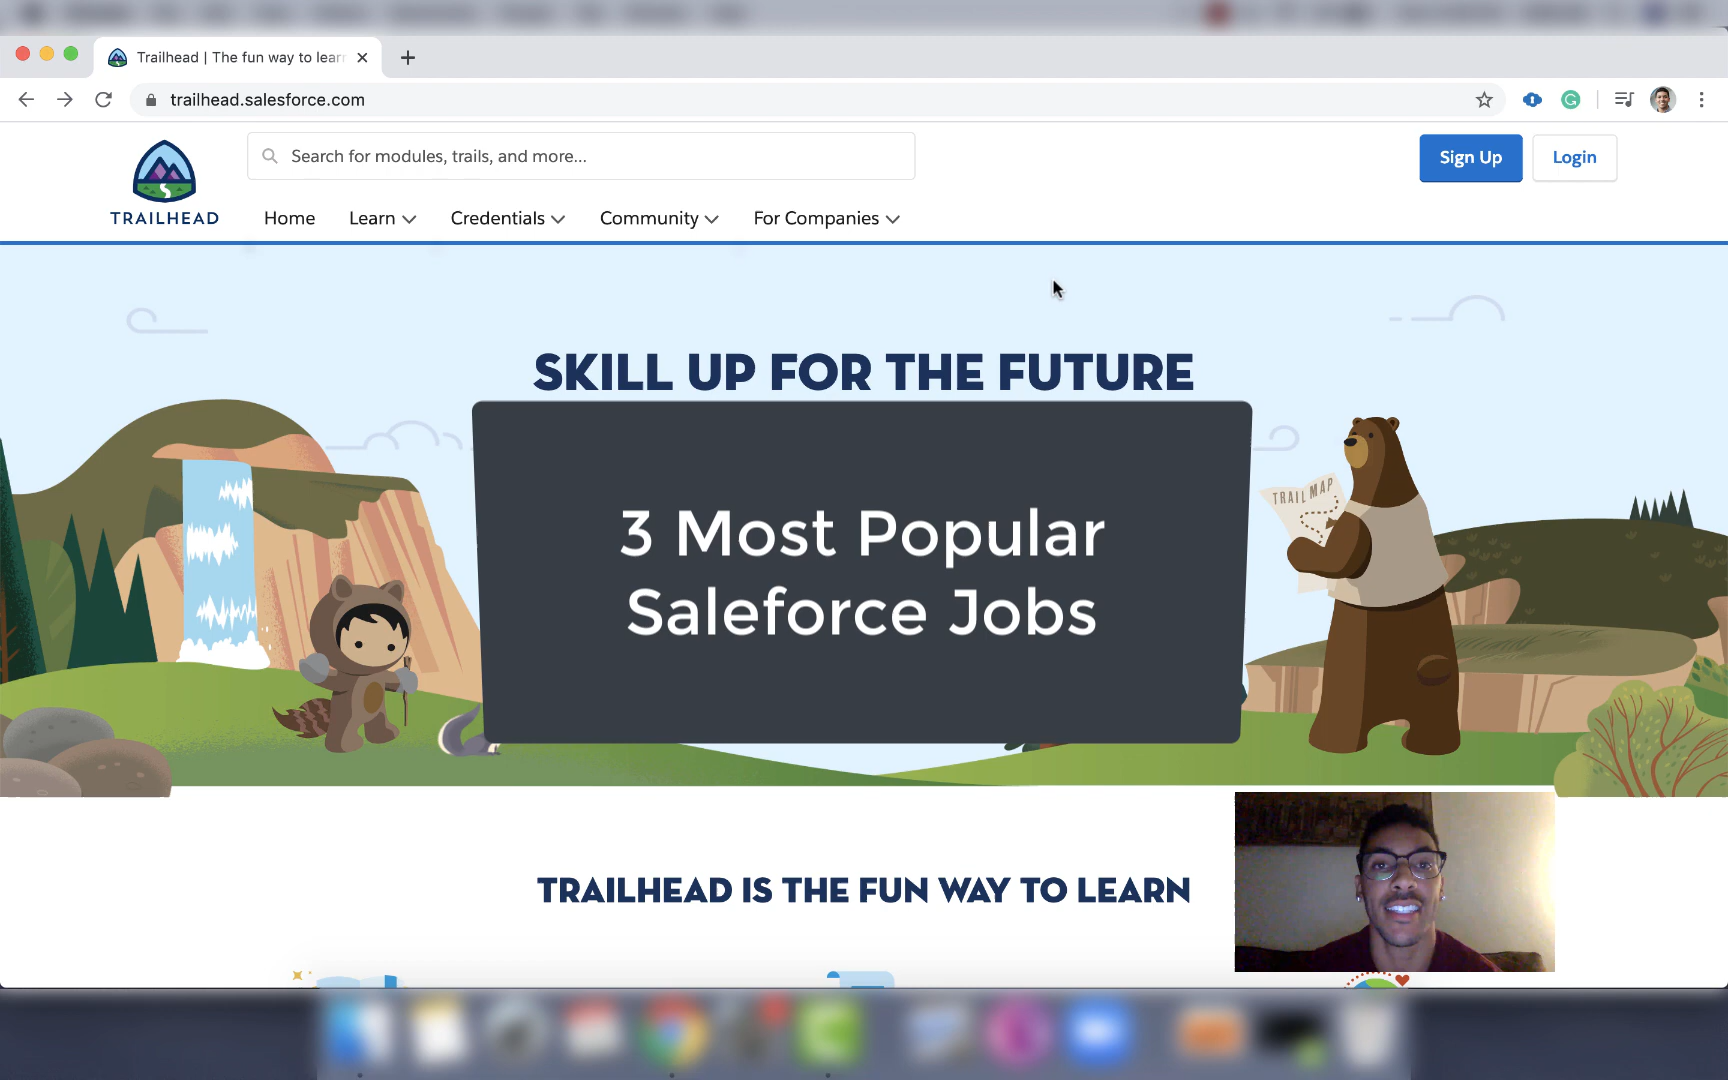 Trailhead | The fun way to lear
trailhead.salesforce.com
Search for modules, trails, and more...
Sign Up
Login
TRAILHEAD
Home
Learn
Credentials
Community
For Companies
SKILL UP FOR THE FUTURE
TRAIL MAP
3 Most Popular
Saleforce Jobs
TRAILHEAD IS THE FUN WAY TO LEARN